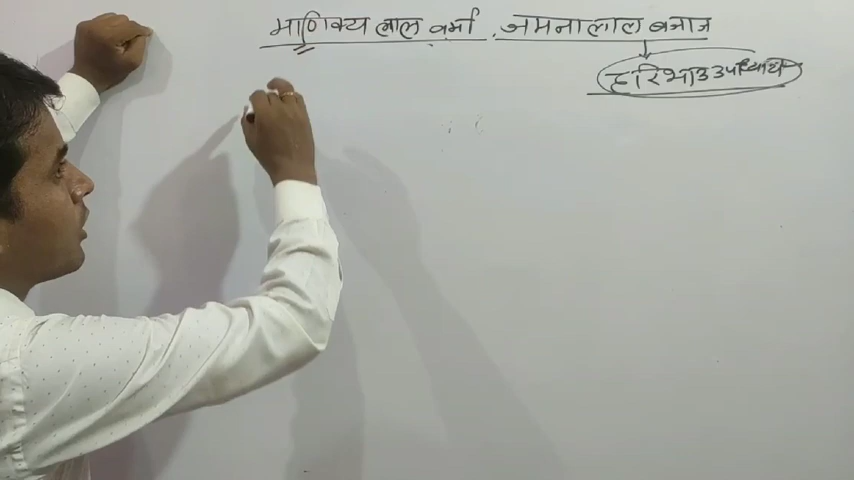 माणिक्य लाल वर्मा, जमनालाल बजाज
हरिभाउ उपाध्याय